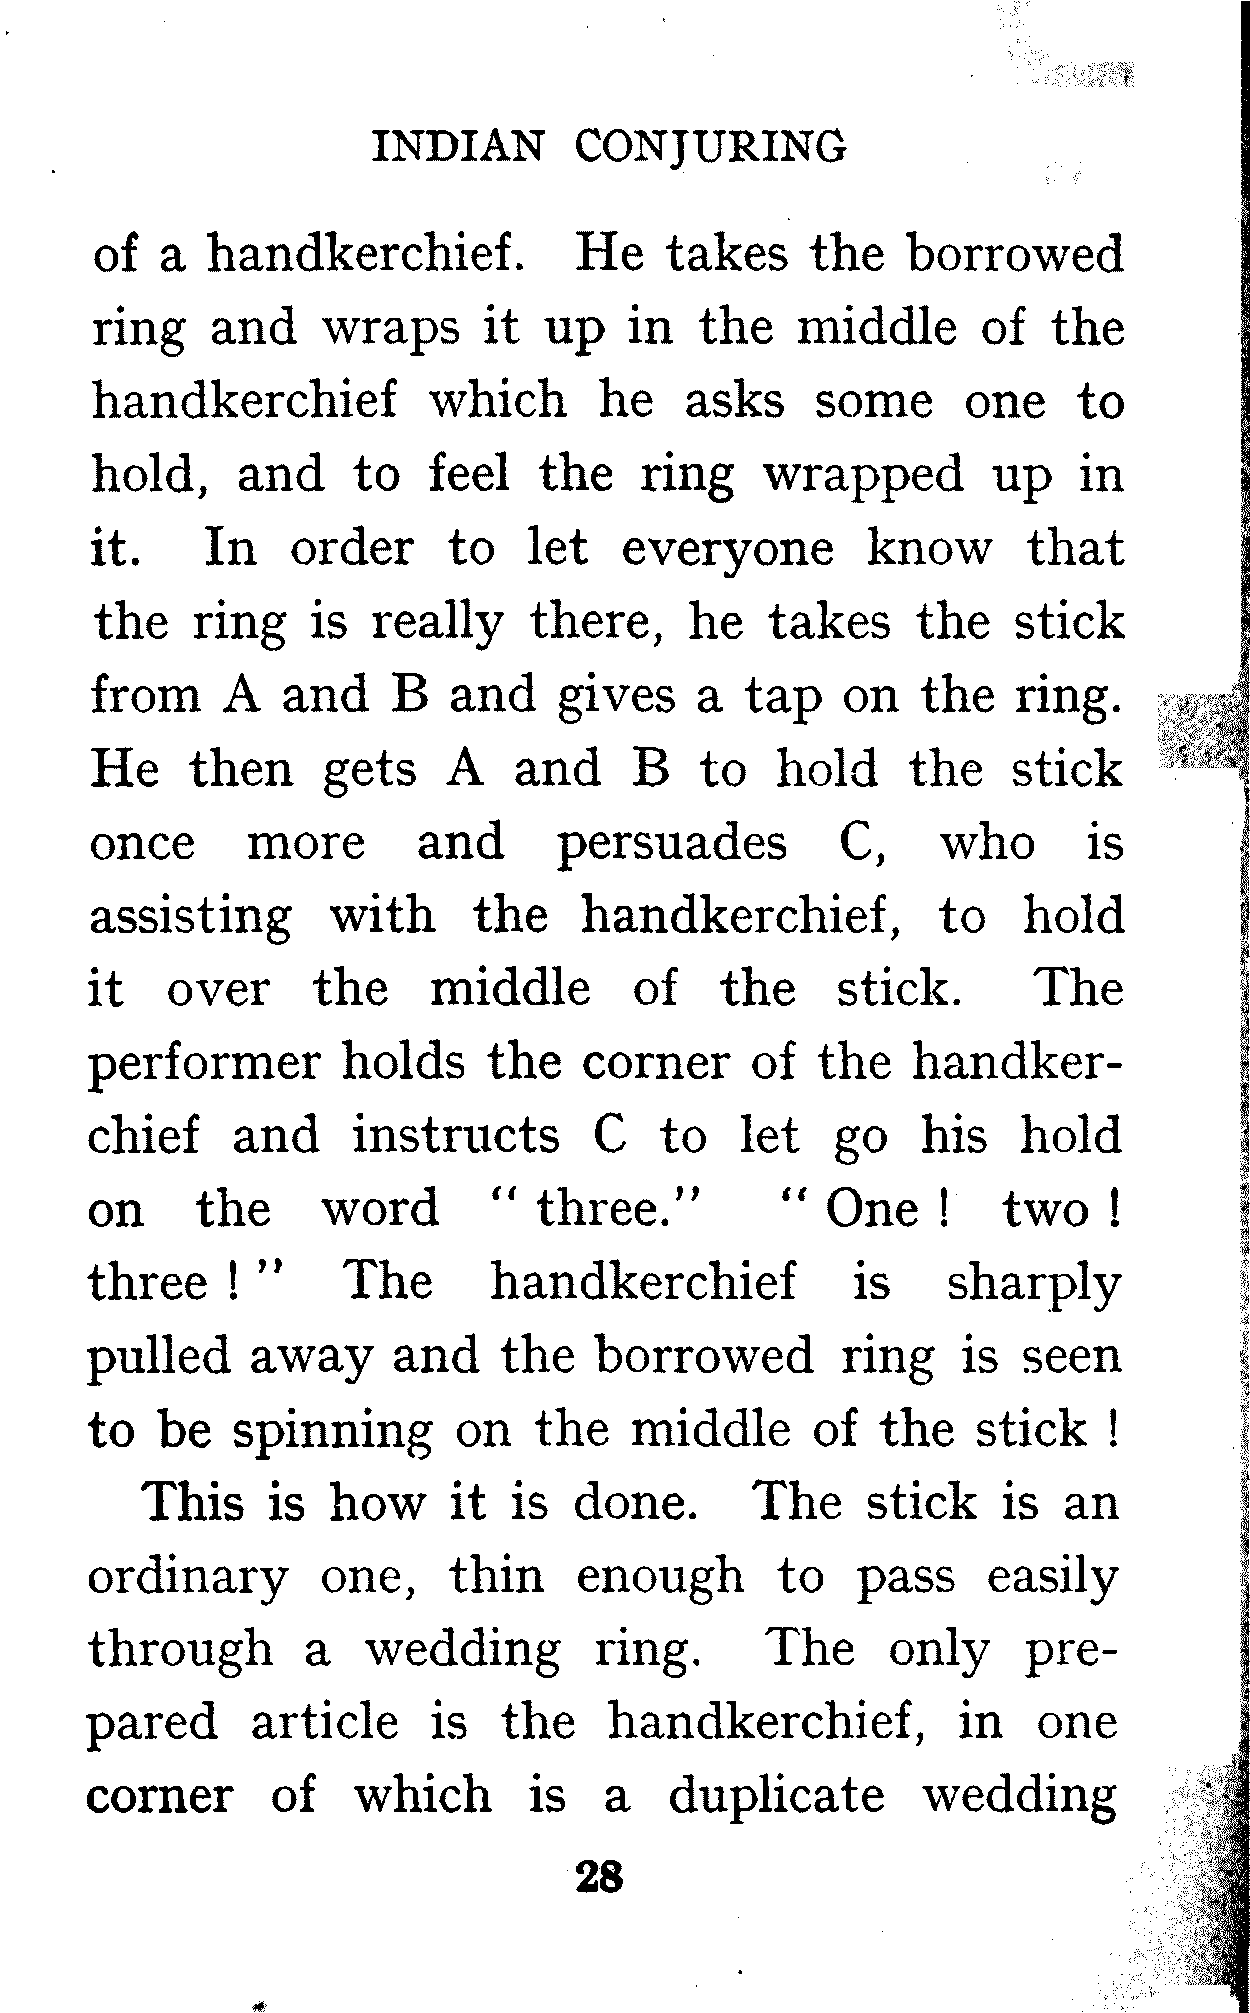 INDIAN CONJURING
of a handkerchief. He takes the borrowed
ring and wraps it up in the middle of the
handkerchief which he asks some one to
hold, and to feel the ring wrapped up in
it. In order to let everyone know that
the ring is really there, he takes the stick
from A and B and gives a tap on the ring.
He then gets A and B to hold the stick
once more and persuades C, who is
assisting with the handkerchief, to hold
it over the middle of the stick. The
performer holds the corner of the handker-
chief and instructs C to let go his hold
on the word " three." " One ! two !
three ! " The handkerchief is sharply
pulled away and the borrowed ring is seen
to be spinning on the middle of the stick !
This is how it is done. The stick is an
ordinary one, thin enough to pass easily
through a wedding ring. The only pre-
pared article is the handkerchief, in one
corner of which is a duplicate wedding
28